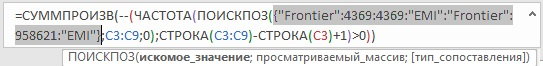 =СУММПРОИЗВ(--(ЧАСТОТА(ПОИСКПОЗ({"Frontier":4369:4369:"EMI":"Frontier":
958621:"EMI"};C3:C9;0);СТРОКА(C3:C9)-СТРОКА(C3)+1)>0))
ПОИСКПОЗ(искомое_значение; просматриваемый_массив; [тип_сопоставления])